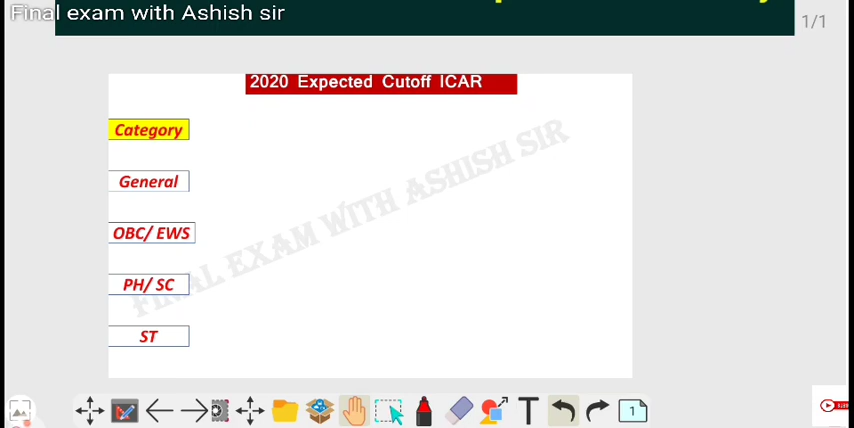 Final exam with Ashish sir
1/1
2020 Expected Cutoff ICAR
Category
General
OBC/ EWS
PH/ SC
ST
FINAL EXAM WITH ASHISH SIR
T
1